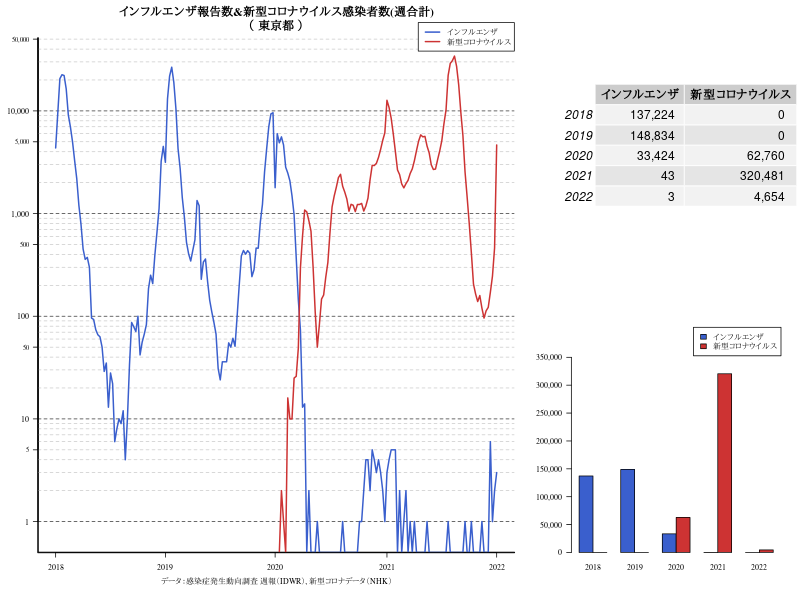 インフルエンザ報告数&新型コロナウイルス感染者数(週合計)
( 東京都 )
インフルエンザ
新型コロナウイルス
50,000
10,000
5,000
1,000
500
100
50
10
5
1
2018 2019 2020 2021 2022
データ：感染症発生動向調査 週報（IDWR）、新型コロナデータ（NHK）
インフルエンザ 新型コロナウイルス
2018 137,224 0
2019 148,834 0
2020 33,424 62,760
2021 43 320,481
2022 3 4,654
インフルエンザ
新型コロナウイルス
350,000
300,000
250,000
200,000
150,000
100,000
50,000
0
2018 2019 2020 2021 2022